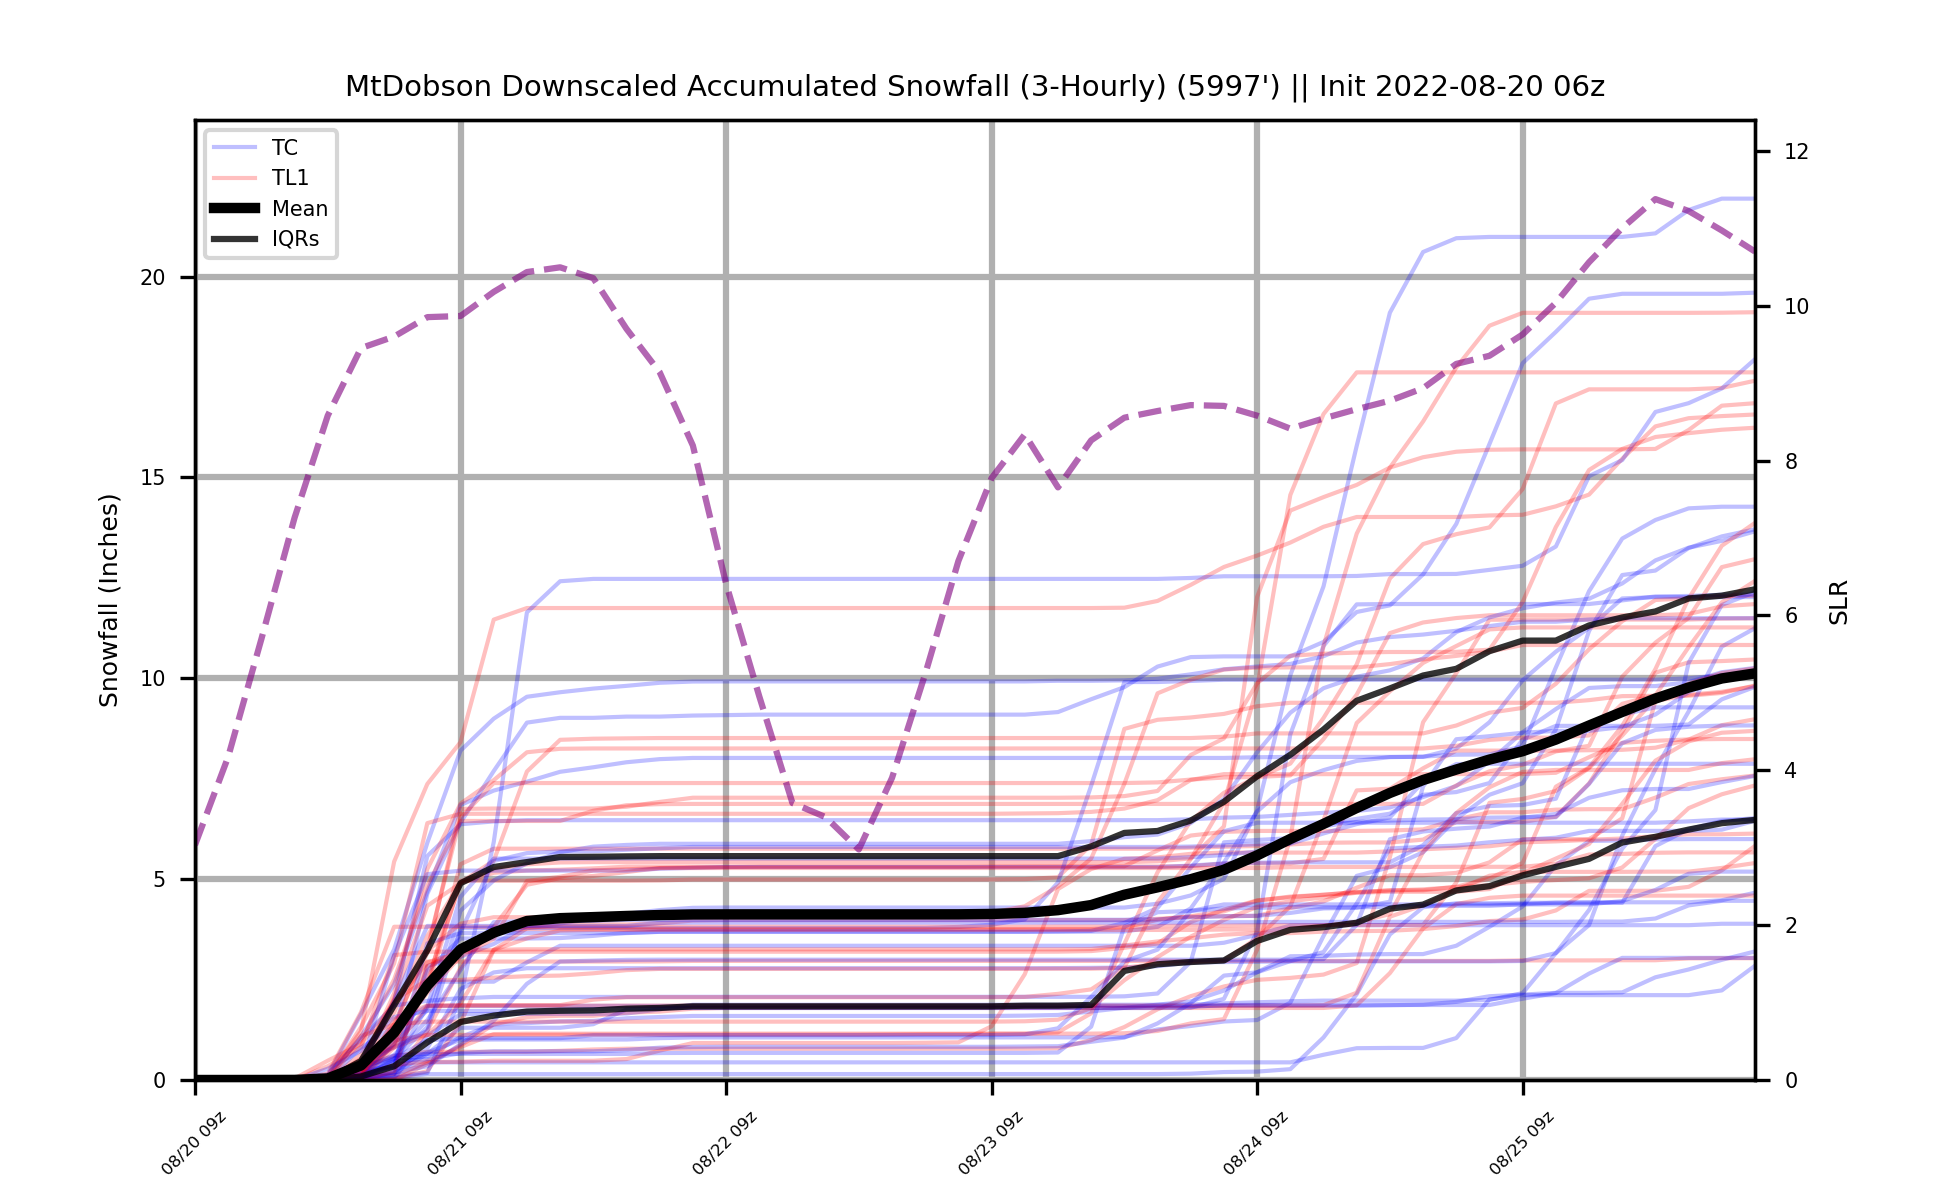 MtDobson Downscaled Accumulated Snowfall (3-Hourly) (5997') || Init 2022-08-20 06z
TC
TL1
Mean
IQRs
Snowfall (Inches)
20
15
10
5
0
SLR
12
10
8
6
4
2
0
08/20 09z
08/21 09z
08/22 09z
08/23 09z
08/24 09z
08/25 09z